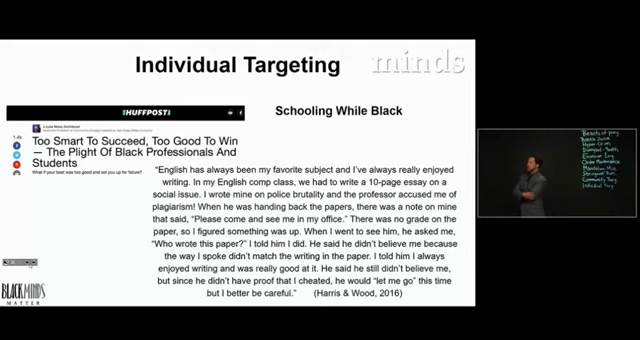 Individual Targeting
minds
HUFFPOST
Schooling While Black
Too Smart To Succeed, Too Good To Win
— The Plight Of Black Professionals And
Students
What if your best was too good and set you up for failure?
“English has always been my favorite subject and I’ve always really enjoyed
writing. In my English comp class, we had to write a 10-page essay on a
social issue. I wrote mine on police brutality and the professor accused me of
plagiarism! When he was handing back the papers, there was a note on mine
that said, “Please come and see me in my office.” There was no grade on the
paper, so I figured something was up. When I went to see him, he asked me,
“Who wrote this paper?” I told him I did. He said he didn’t believe me because
the way I spoke didn’t match the writing in the paper. I told him I always
enjoyed writing and was really good at it. He said he still didn’t believe me,
but since he didn’t have proof that I cheated, he would “let me go” this time
but I better be careful.” (Harris & Wood, 2016)
BLACK MINDS
MATTER
Beasts of prey